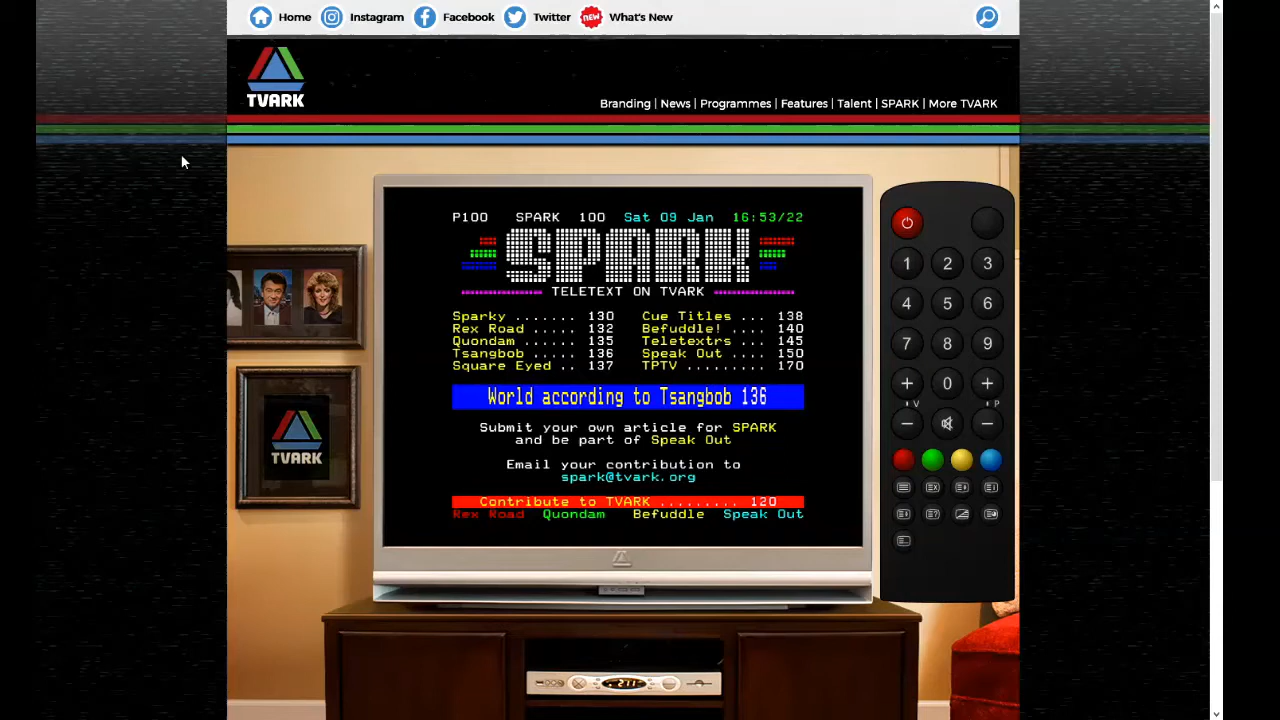 Home Instagram Facebook Twitter NEW What's New
TVARK
Branding | News | Programmes | Features | Talent | SPARK | More TVARK
P100 SPARK 100 Sat 09 Jan 16:53/22
SPARK
TELETEXT ON TVARK
Sparky ....... 130 Cue Titles ... 138
Rex Road ..... 132 Befuddle! .... 140
Quondam ...... 135 Teletextrs ... 145
Tsangbob ..... 136 Speak Out .... 150
Square Eyed .. 137 TPTV ......... 170
World according to Tsangbob 136
Submit your own article for SPARK
and be part of Speak Out
Email your contribution to
spark@tvark.org
Contribute to TVARK ......... 120
Rex Road Quondam Befuddle Speak Out
TVARK
1 2 3
4 5 6
7 8 9
+ 0 +
V P
− −